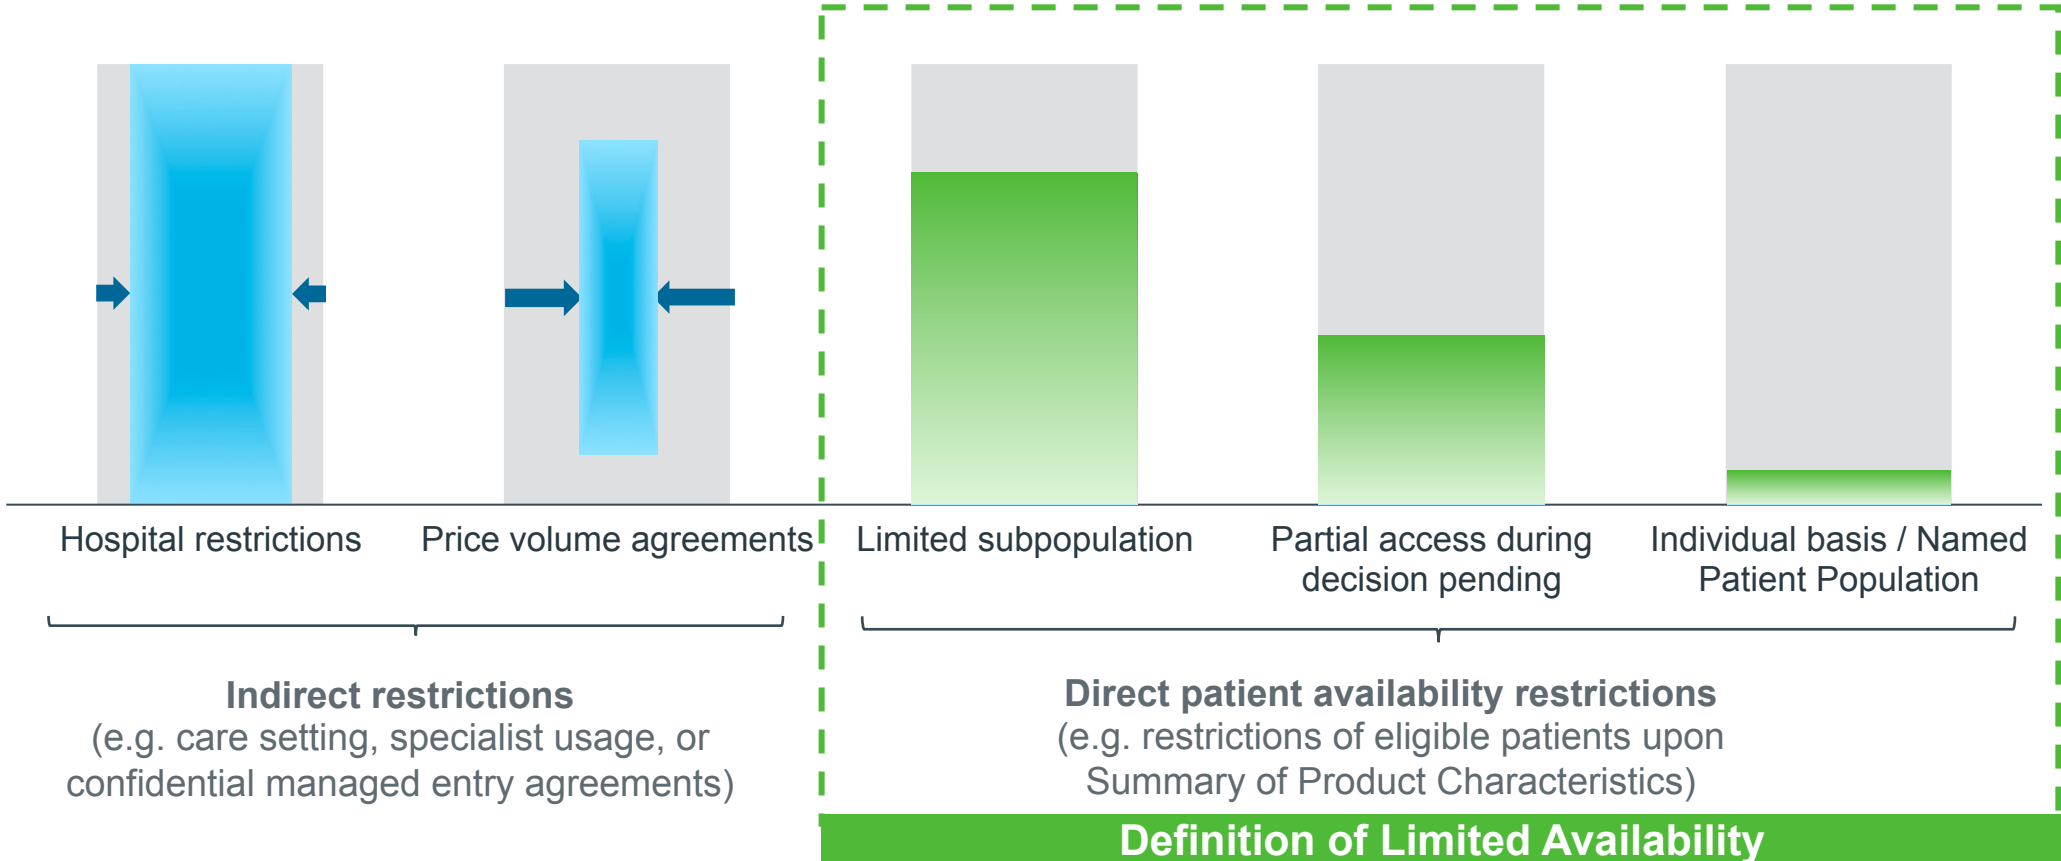 Hospital restrictions
Price volume agreements
Limited subpopulation
Partial access during
decision pending
Individual basis / Named
Patient Population
Indirect restrictions
(e.g. care setting, specialist usage, or
confidential managed entry agreements)
Direct patient availability restrictions
(e.g. restrictions of eligible patients upon
Summary of Product Characteristics)
Definition of Limited Availability